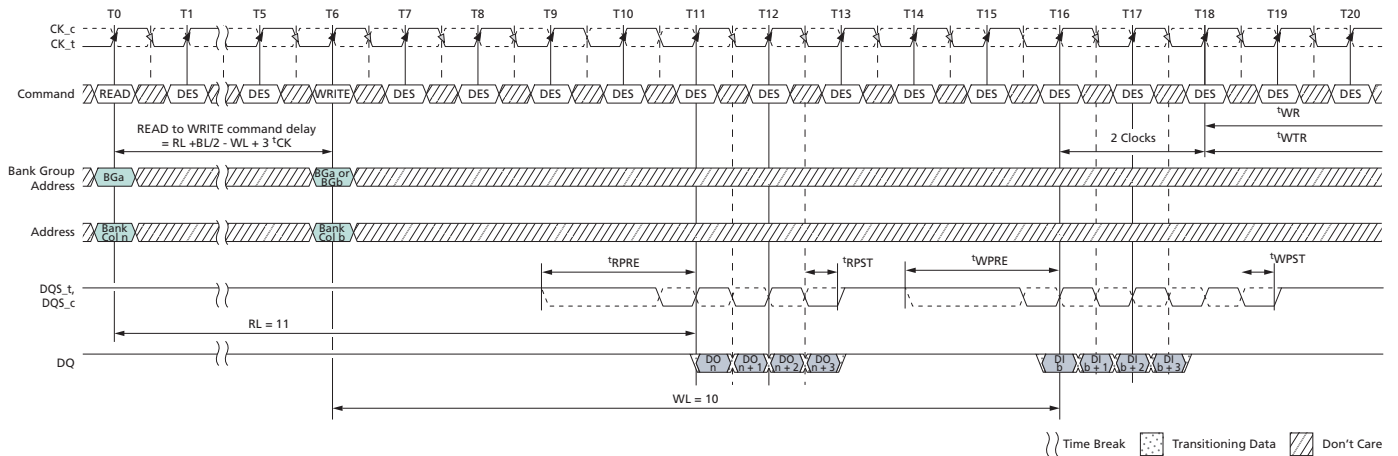 T0 T1 T5 T6 T7 T8 T9 T10 T11 T12 T13 T14 T15 T16 T17 T18 T19 T20
CK_c
CK_t
Command READ DES DES WRITE DES DES DES DES DES DES DES DES DES DES DES DES DES DES
tWR
READ to WRITE command delay
= RL +BL/2 - WL + 3 tCK
2 Clocks
tWTR
Bank Group
Address
BGa
BGa or
BGb
Address
Bank
Col n
Bank
Col b
tRPRE tRPST tWPRE tWPST
DQS_t,
DQS_c
RL = 11
DQ
DO
n
DO
n + 1
DO
n + 2
DO
n + 3
DI
b
DI
b + 1
DI
b + 2
DI
b + 3
WL = 10
Time Break Transitioning Data Don't Care